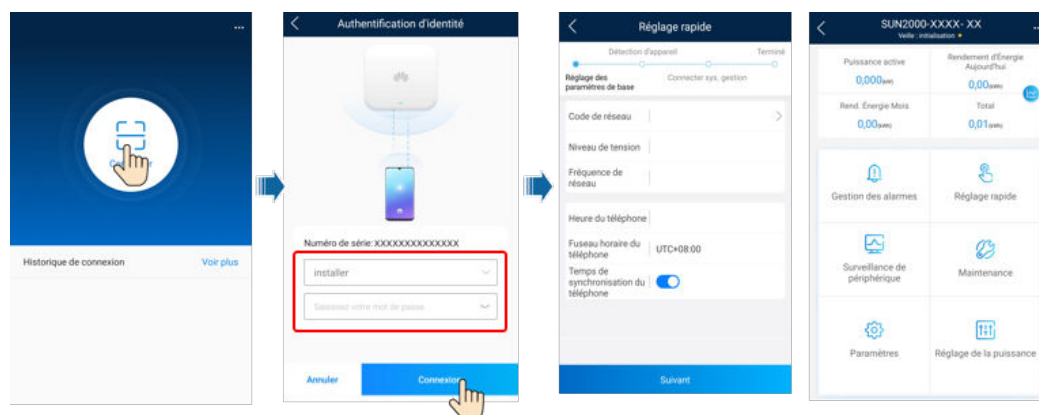 ...
Historique de connexion
Voir plus
Authentification d'identité
Numéro de série: XXXXXXXXXXXXXX
installer
Saisissez votre mot de passe
Annuler
Connexion
Réglage rapide
Détection d'appareil
Terminé
Réglage des
paramètres de base
Connecter sys. gestion
Code de réseau
Niveau de tension
Fréquence de
réseau
Heure du téléphone
Fuseau horaire du
téléphone
UTC+08:00
Temps de
synchronisation du
téléphone
Suivant
SUN2000-XXXX- XX
Veille : initialisation
Puissance active
0,000(kW)
Rendement d'Énergie
Aujourd'hui
0,00(kWh)
Rend. Énergie Mois
0,00(kWh)
Total
0,01(kWh)
Gestion des alarmes
Réglage rapide
Surveillance de
périphérique
Maintenance
Paramètres
Réglage de la puissance